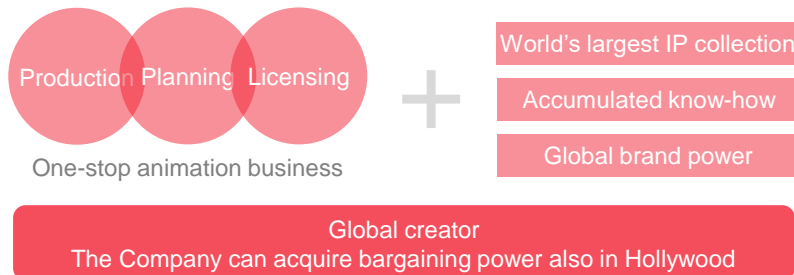 Production Planning Licensing
One-stop animation business
+
World's largest IP collection
Accumulated know-how
Global brand power
Global creator
The Company can acquire bargaining power also in Hollywood